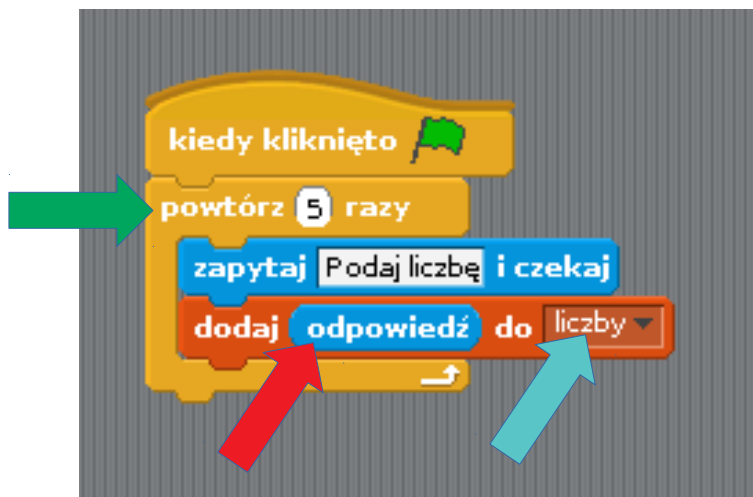 kiedy kliknięto
powtórz 5 razy
zapytaj Podaj liczbę i czekaj
dodaj odpowiedź do liczby